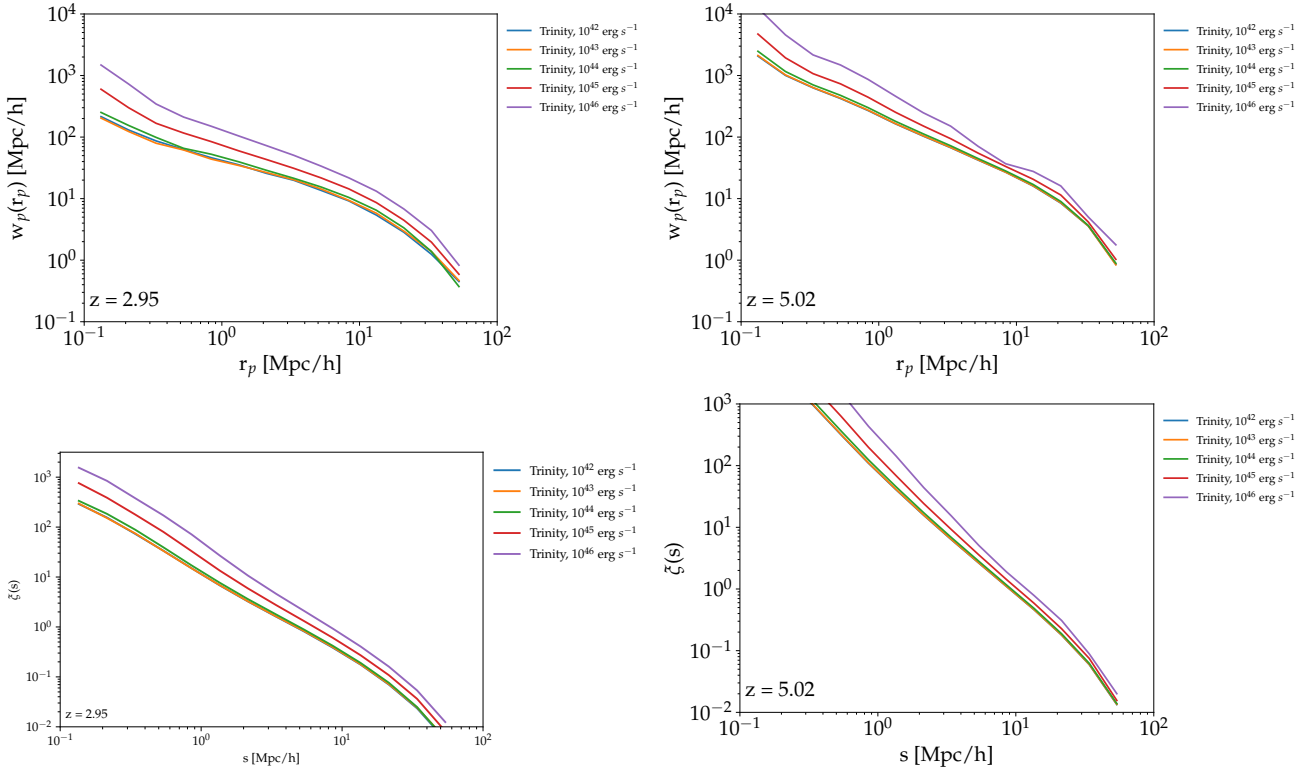 Trinity, 10^42 erg s^−1
Trinity, 10^43 erg s^−1
Trinity, 10^44 erg s^−1
Trinity, 10^45 erg s^−1
Trinity, 10^46 erg s^−1
10^3
10^2
10^1
10^0
10^−1
w_p(r_p) [Mpc/h]
z = 2.95
10^−1
10^0
10^1
10^2
r_p [Mpc/h]
Trinity, 10^42 erg s^−1
Trinity, 10^43 erg s^−1
Trinity, 10^44 erg s^−1
Trinity, 10^45 erg s^−1
Trinity, 10^46 erg s^−1
10^4
10^3
10^2
10^1
10^0
10^−1
w_p(r_p) [Mpc/h]
z = 5.02
10^−1
10^0
10^1
10^2
r_p [Mpc/h]
Trinity, 10^42 erg s^−1
Trinity, 10^43 erg s^−1
Trinity, 10^44 erg s^−1
Trinity, 10^45 erg s^−1
Trinity, 10^46 erg s^−1
10^3
10^2
10^1
10^0
10^−1
10^−2
ξ(s)
z = 2.95
10^−1
10^0
10^1
10^2
s [Mpc/h]
Trinity, 10^42 erg s^−1
Trinity, 10^43 erg s^−1
Trinity, 10^44 erg s^−1
Trinity, 10^45 erg s^−1
Trinity, 10^46 erg s^−1
10^3
10^2
10^1
10^0
10^−1
10^−2
ξ(s)
z = 5.02
10^−1
10^0
10^1
10^2
s [Mpc/h]